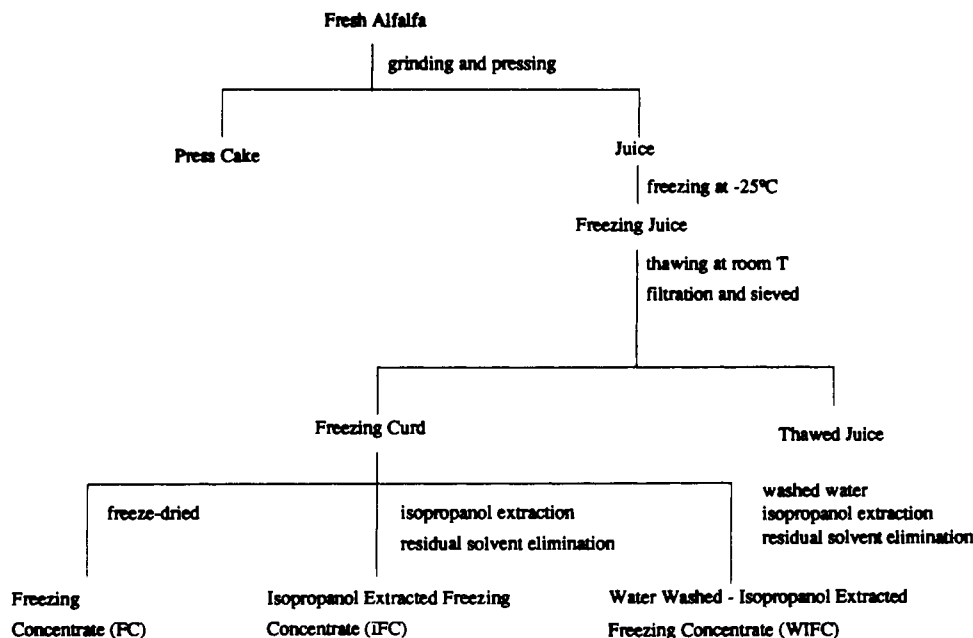 Fresh Alfalfa
grinding and pressing
Press Cake
Juice
freezing at -25ºC
Freezing Juice
thawing at room T
filtration and sieved
Freezing Curd
Thawed Juice
freeze-dried
isopropanol extraction
residual solvent elimination
washed water
isopropanol extraction
residual solvent elimination
Freezing
Concentrate (FC)
Isopropanol Extracted Freezing
Concentrate (IFC)
Water Washed - Isopropanol Extracted
Freezing Concentrate (WIFC)